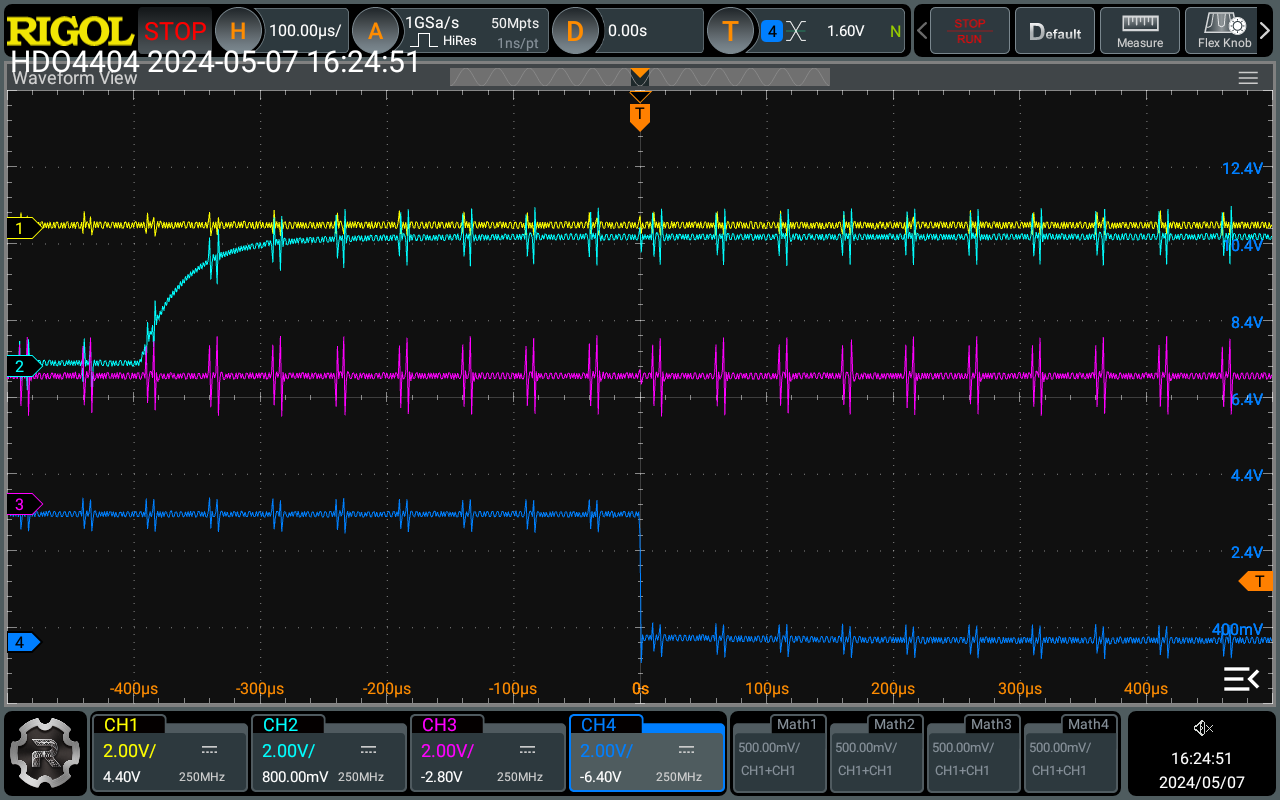 RIGOL STOP H 100.00µs/ A 1GSa/s 50Mpts
HiRes 1ns/pt
D 0.00s T 4 1.60V N
STOP
RUN
Default
Measure
Flex Knob
HDO4404 2024-05-07 16:24:51
Waveform View
T
12.4V
1
10.4V
8.4V
2
6.4V
4.4V
3
2.4V
T
400mV
4
-400µs -300µs -200µs -100µs 0s 100µs 200µs 300µs 400µs
CH1 CH2 CH3 CH4 Math1 Math2 Math3 Math4
2.00V/ 2.00V/ 2.00V/ 2.00V/ 500.00mV/ 500.00mV/ 500.00mV/ 500.00mV/
4.40V 250MHz 800.00mV 250MHz -2.80V 250MHz -6.40V 250MHz CH1+CH1 CH1+CH1 CH1+CH1 CH1+CH1
R
16:24:51
2024/05/07